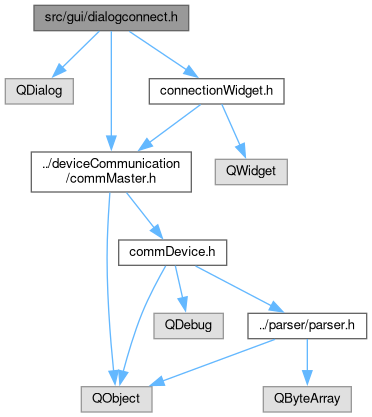 src/gui/dialogconnect.h
QDialog
connectionWidget.h
../deviceCommunication
/commMaster.h
QWidget
commDevice.h
QDebug
../parser/parser.h
QObject
QByteArray